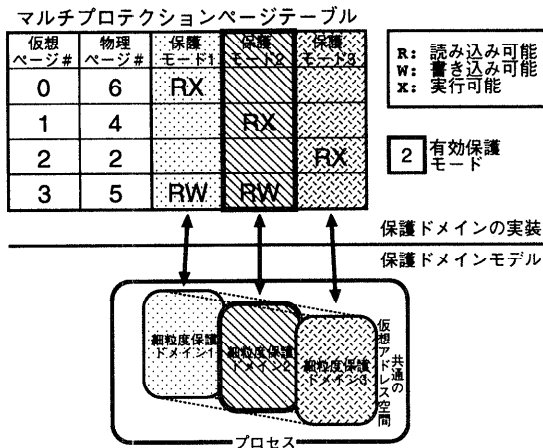 マルチプロテクションページテーブル
仮想
ページ#
物理
ページ#
保護
モード1
保護
モード2
保護
モード3
0 6 RX
1 4 RX
2 2 RX
3 5 RW RW
R: 読み込み可能
W: 書き込み可能
X: 実行可能
2 有効保護
モード
保護ドメインの実装
保護ドメインモデル
細粒度保護
ドメイン1
細粒度保護
ドメイン2
細粒度保護
ドメイン3
共通の
仮想アドレス空間
プロセス